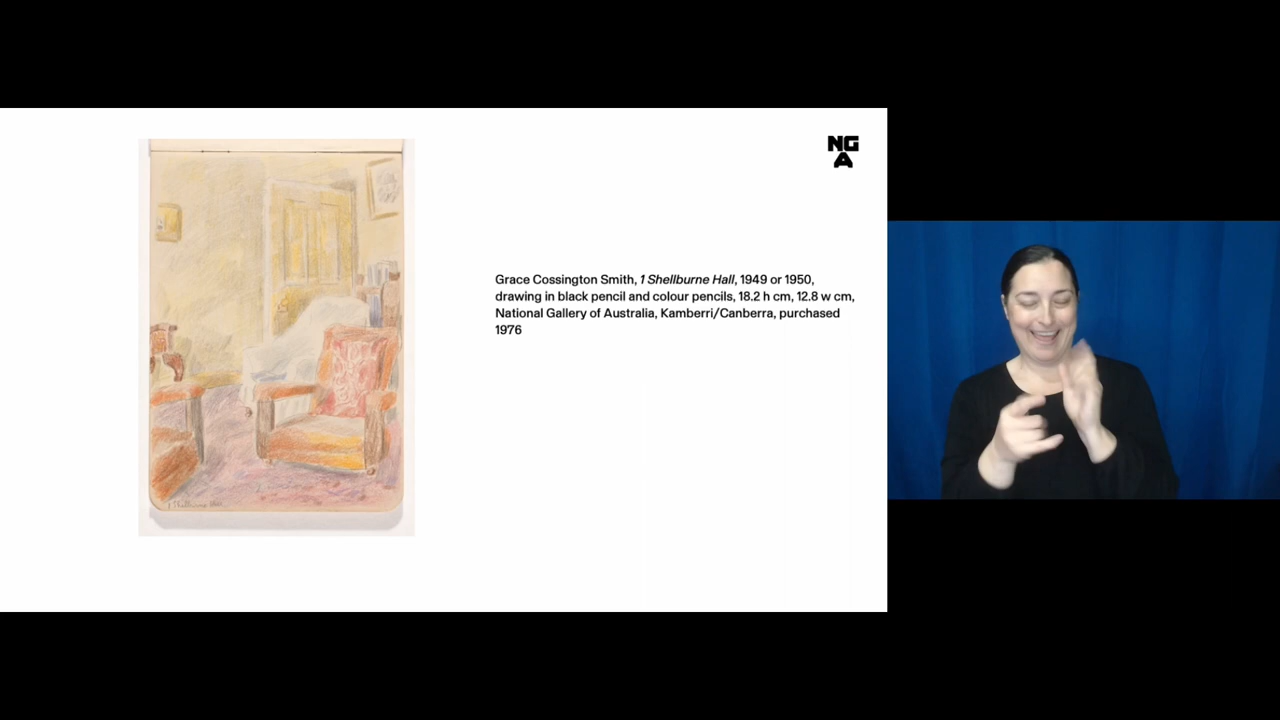 NG
A
Grace Cossington Smith, 1 Shellburne Hall, 1949 or 1950,
drawing in black pencil and colour pencils, 18.2 h cm, 12.8 w cm,
National Gallery of Australia, Kamberri/Canberra, purchased
1976